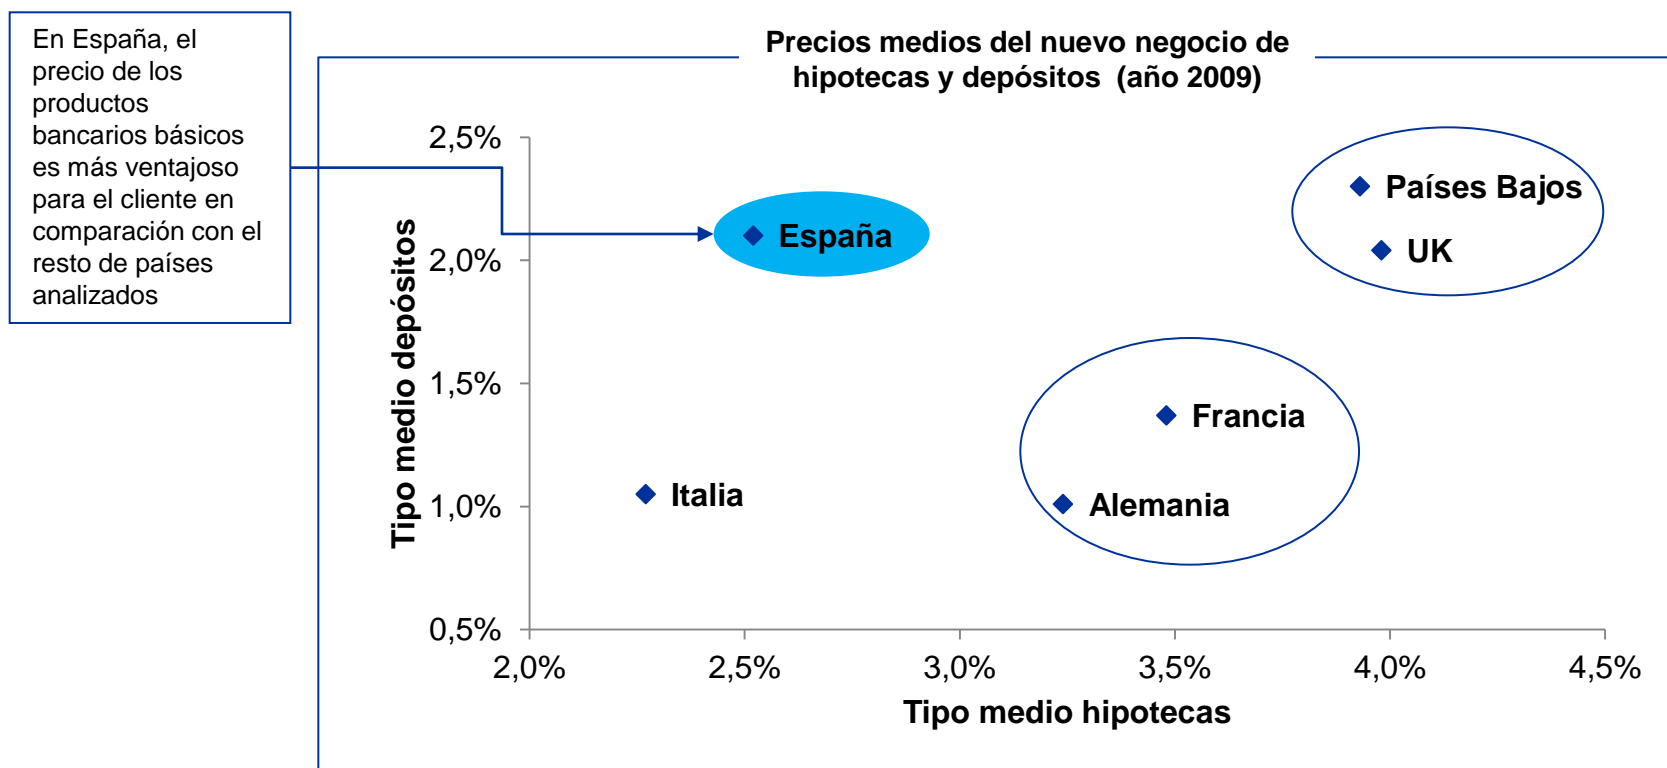 En España, el
precio de los
productos
bancarios básicos
es más ventajoso
para el cliente en
comparación con el
resto de países
analizados
Precios medios del nuevo negocio de
hipotecas y depósitos (año 2009)
Tipo medio depósitos
2,5%
2,0%
1,5%
1,0%
0,5%
Países Bajos
España
UK
Francia
Italia
Alemania
2,0%
2,5%
3,0%
3,5%
4,0%
4,5%
Tipo medio hipotecas